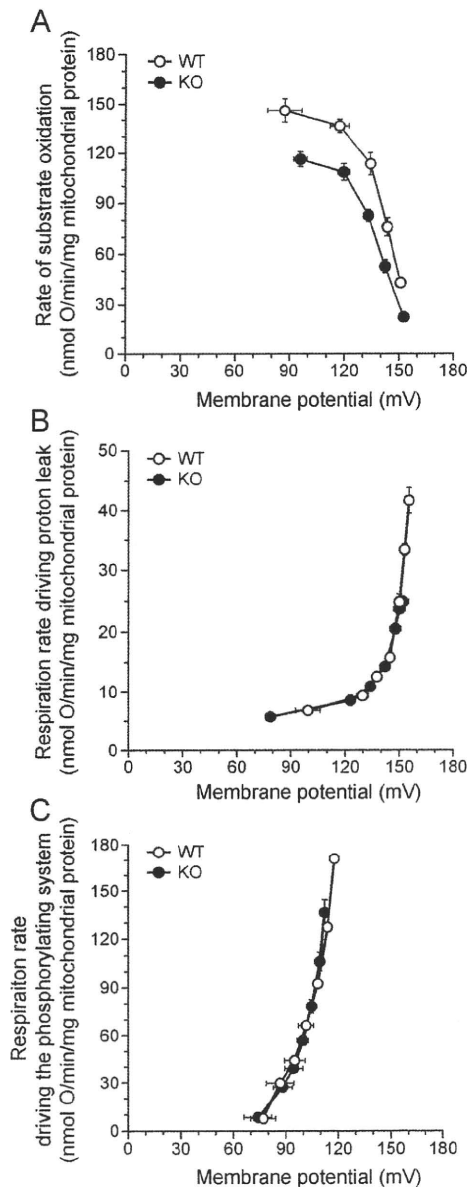 A
WT
KO
Rate of substrate oxidation
(nmol O/min/mg mitochondrial protein)
180
150
120
90
60
30
0
0 30 60 90 120 150 180
Membrane potential (mV)
B
WT
KO
Respiration rate driving proton leak
(nmol O/min/mg mitochondrial protein)
50
40
30
20
10
0
0 30 60 90 120 150 180
Membrane potential (mV)
C
WT
KO
Respiraiton rate
driving the phosphorylating system
(nmol O/min/mg mitochondrial protein)
180
150
120
90
60
30
0
0 30 60 90 120 150 180
Membrane potential (mV)